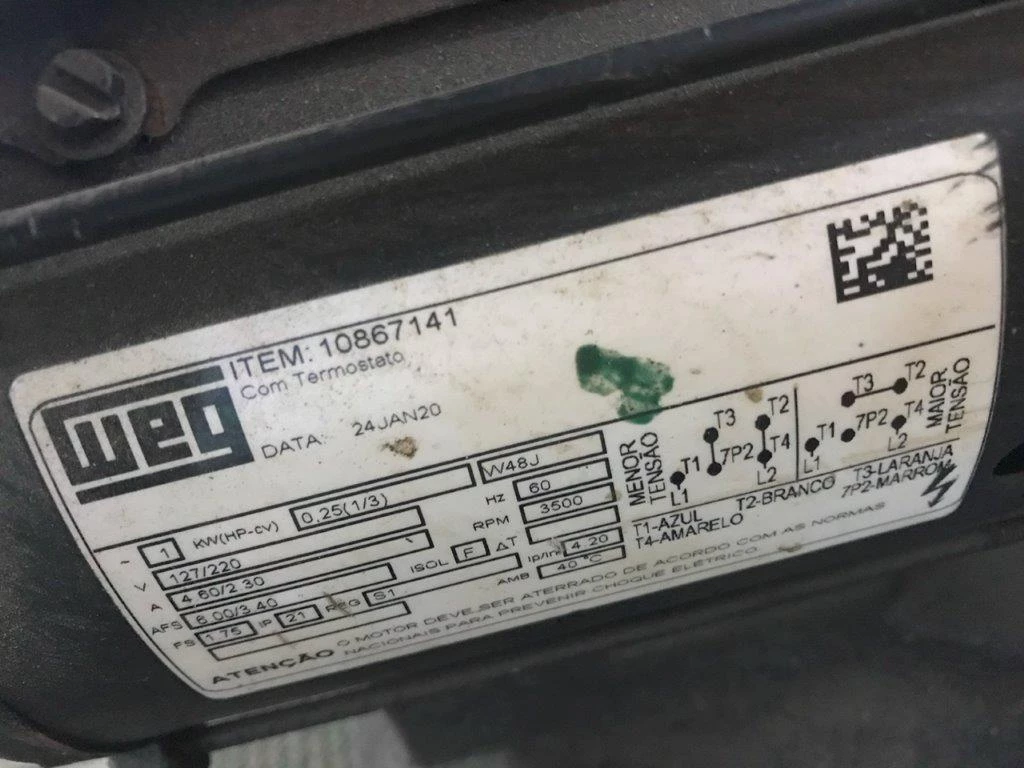 weg
ITEM: 10867141
Com Termostato
DATA: 24JAN20
~ 1 KW(HP-cv) 0.25(1/3) W48J
V 127/220 Hz 60
A 4.60/2.30 RPM 3500
AFS 6.00/3.40 ISOL F ΔT Ip/In 4.20
FS 1.75 IP 21 REG S1 AMB 40 °C
MENOR TENSÃO
T3 T2
T1 7P2 T4
L1 L2
MAIOR TENSÃO
T3 T2
T1 7P2 T4
L1 L2
T1-AZUL T2-BRANCO T3-LARANJA
T4-AMARELO 7P2-MARROM
ATENÇÃO O MOTOR DEVE SER ATERRADO DE ACORDO COM AS NORMAS
NACIONAIS PARA PREVENIR CHOQUE ELÉTRICO.